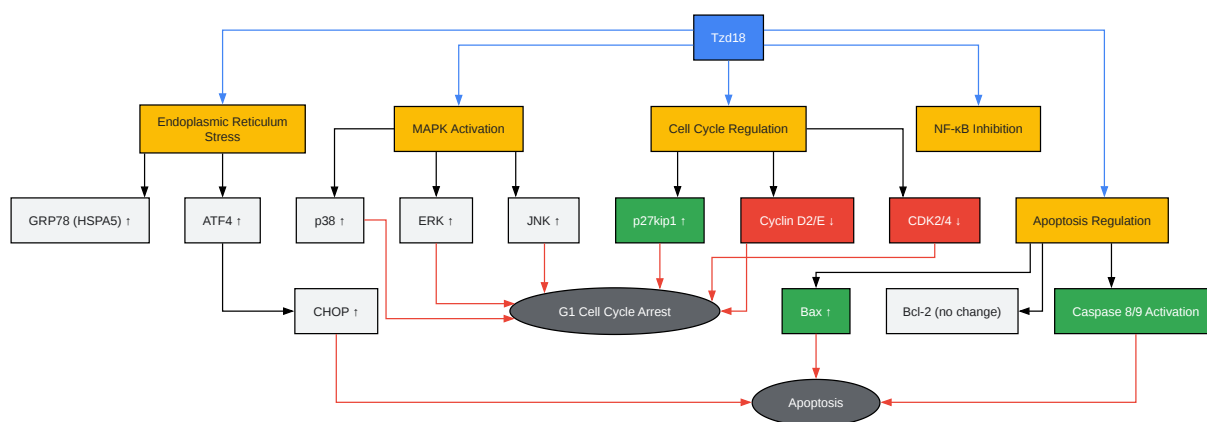 Tzd18
Endoplasmic Reticulum
Stress
MAPK Activation
Cell Cycle Regulation
NF-κB Inhibition
GRP78 (HSPA5) ↑
ATF4 ↑
p38 ↑
ERK ↑
JNK ↑
p27kip1 ↑
Cyclin D2/E ↓
CDK2/4 ↓
Apoptosis Regulation
CHOP ↑
G1 Cell Cycle Arrest
Bax ↑
Bcl-2 (no change)
Caspase 8/9 Activation
Apoptosis